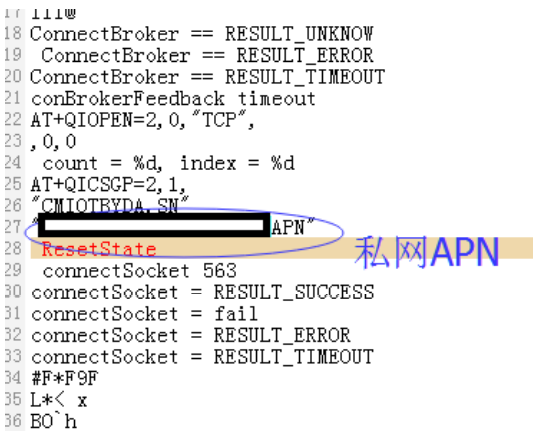 17 lll@
18 ConnectBroker == RESULT_UNKNOW
19 ConnectBroker == RESULT_ERROR
20 ConnectBroker == RESULT_TIMEOUT
21 conBrokerFeedback timeout
22 AT+QIOPEN=2,0,"TCP",
23 ,0,0
24 count = %d, index = %d
25 AT+QICSGP=2,1,
26 "CMIOTBYDA.SN"
27 " APN"
28 ResetState
私网APN
29 connectSocket 563
30 connectSocket = RESULT_SUCCESS
31 connectSocket = fail
32 connectSocket = RESULT_ERROR
33 connectSocket = RESULT_TIMEOUT
34 #F*F9F
35 L*< x
36 BO`h